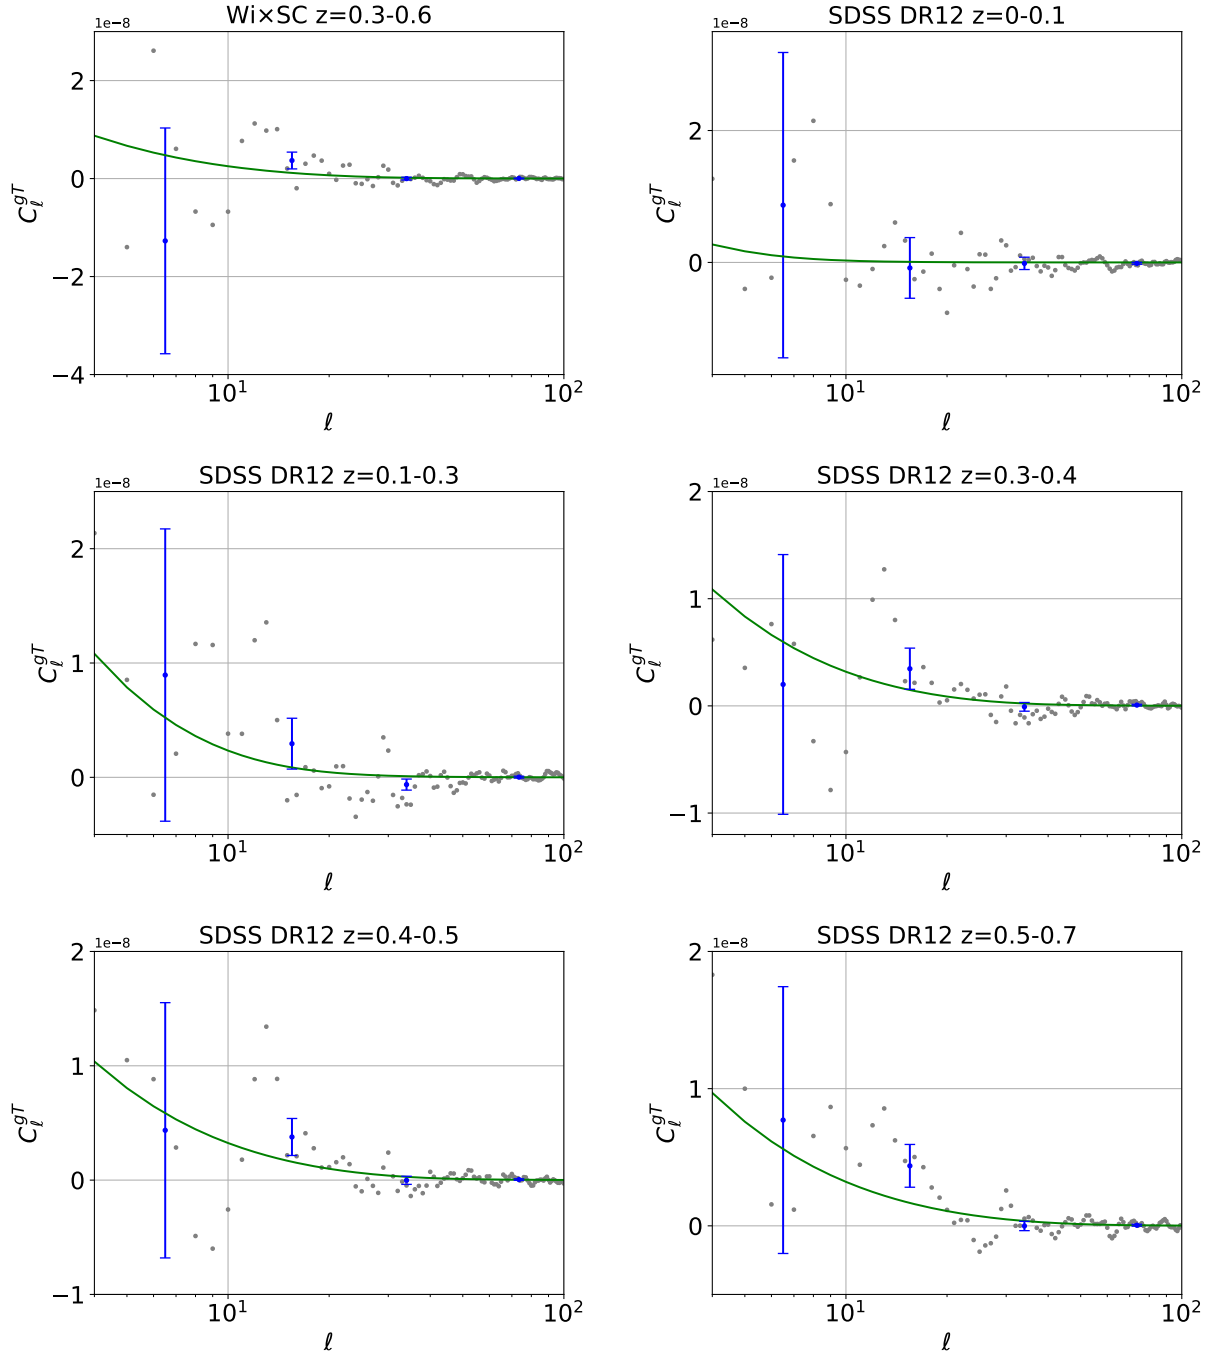 Wi×SC z=0.3-0.6
1e−8
2
0
−2
−4
C_ℓ^{gT}
10^1
10^2
ℓ
SDSS DR12 z=0-0.1
1e−8
2
0
C_ℓ^{gT}
10^1
10^2
ℓ
SDSS DR12 z=0.1-0.3
1e−8
2
1
0
C_ℓ^{gT}
10^1
10^2
ℓ
SDSS DR12 z=0.3-0.4
1e−8
2
1
0
−1
C_ℓ^{gT}
10^1
10^2
ℓ
SDSS DR12 z=0.4-0.5
1e−8
2
1
0
−1
C_ℓ^{gT}
10^1
10^2
ℓ
SDSS DR12 z=0.5-0.7
1e−8
2
1
0
C_ℓ^{gT}
10^1
10^2
ℓ